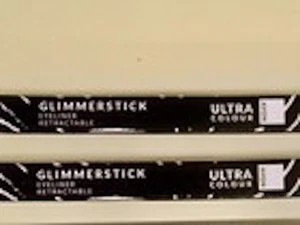 GLIMMERSTICK
EYELINER
RETRACTABLE
ULTRA
COLOUR
GLIMMERSTICK
EYELINER
RETRACTABLE
ULTRA
COLOUR